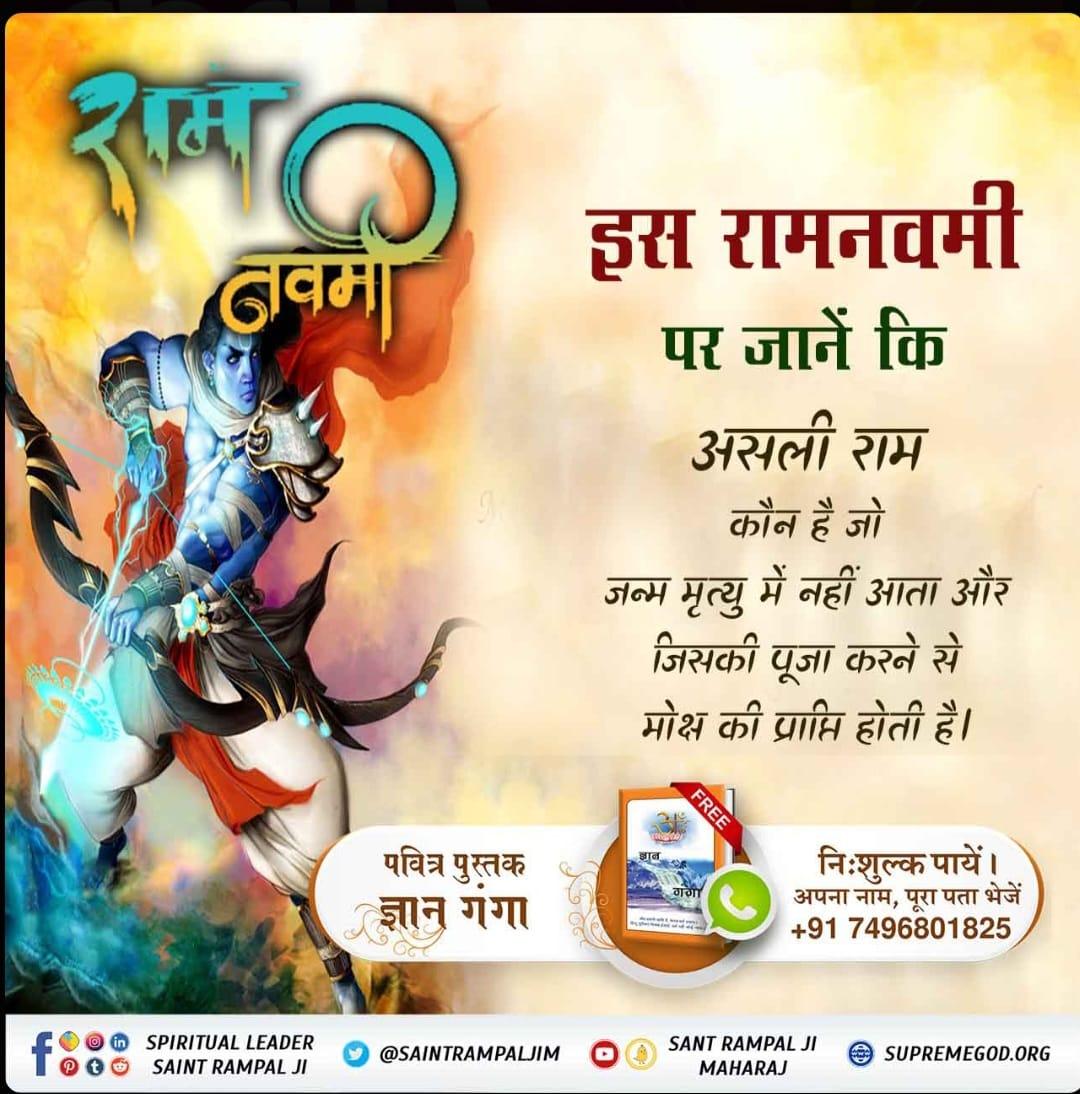 राम
नवमी
इस रामनवमी
पर जानें कि
असली राम
कौन है जो
जन्म मृत्यु में नहीं आता और
जिसकी पूजा करने से
मोक्ष की प्राप्ति होती है।
पवित्र पुस्तक
ज्ञान गंगा
FREE
ज्ञान
गंगा
निःशुल्क पायें।
अपना नाम, पूरा पता भेजें
+91 7496801825
SPIRITUAL LEADER
SAINT RAMPAL JI
@SAINTRAMPALJIM
SANT RAMPAL JI
MAHARAJ
SUPREMEGOD.ORG